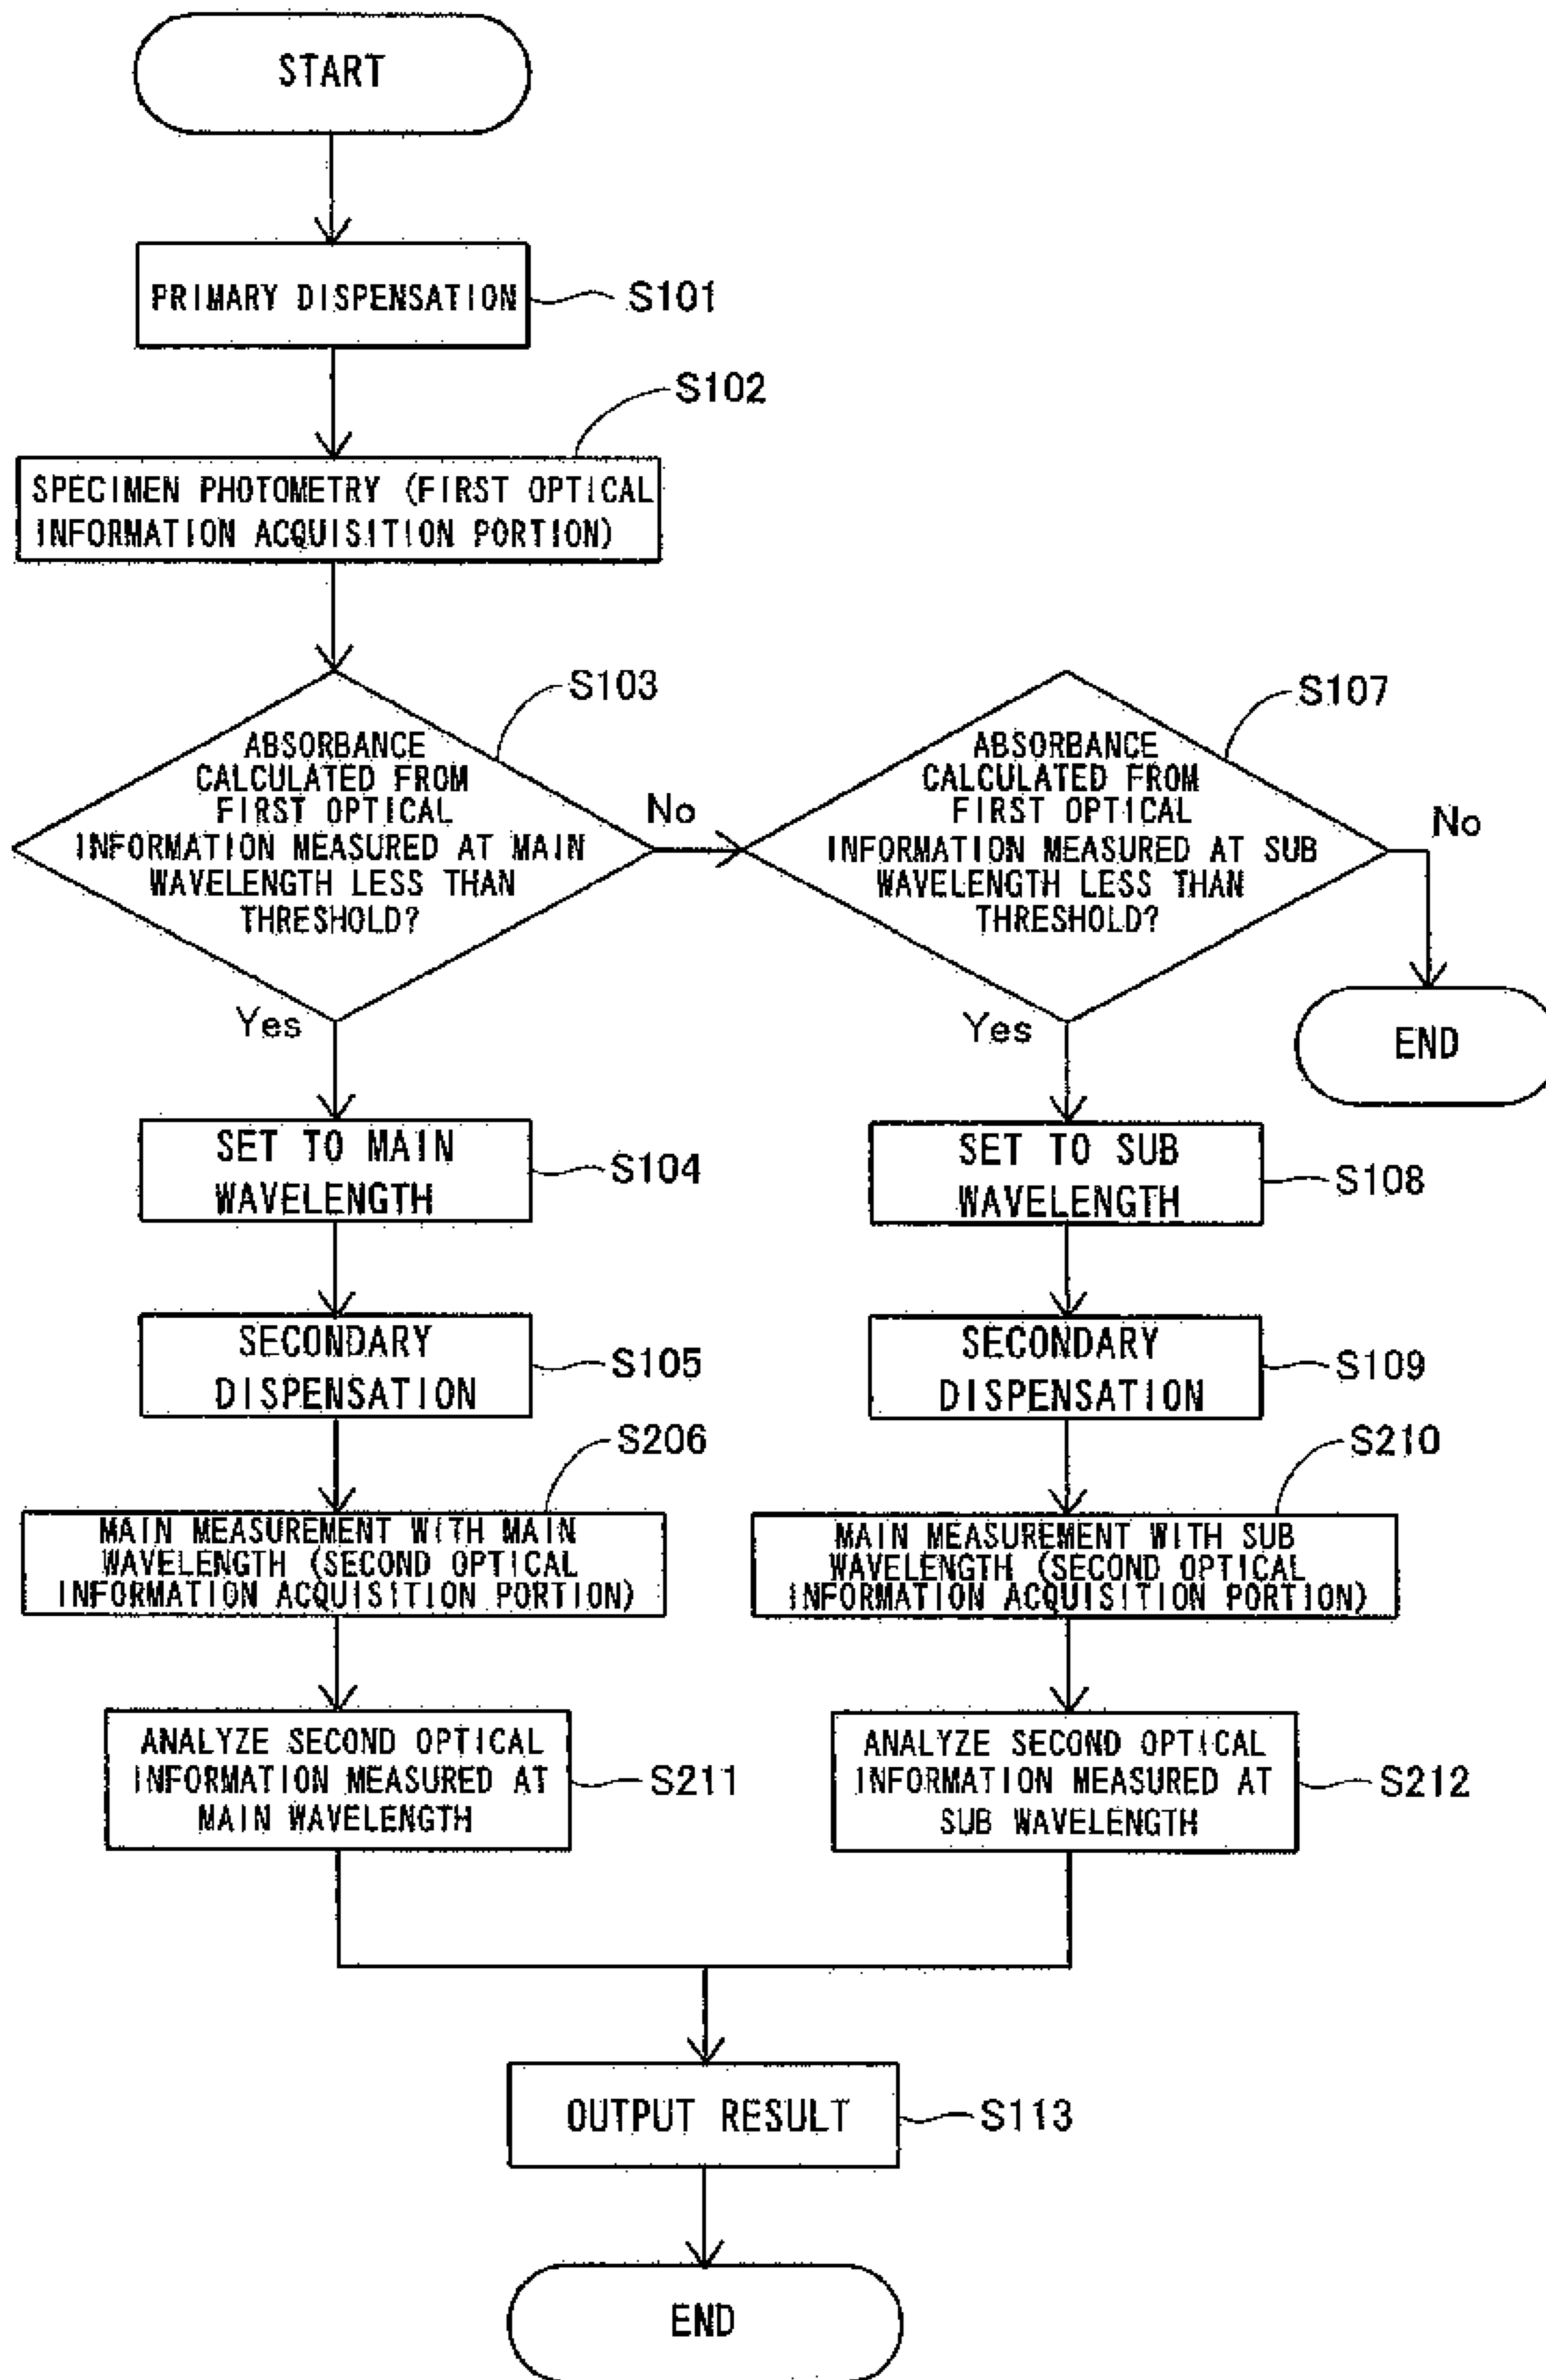 START
PRIMARY DISPENSATION
S101
S102
SPECIMEN PHOTOMETRY (FIRST OPTICAL
INFORMATION ACQUISITION PORTION)
S103
ABSORBANCE
CALCULATED FROM
FIRST OPTICAL
INFORMATION MEASURED AT MAIN
WAVELENGTH LESS THAN
THRESHOLD?
No
Yes
S107
ABSORBANCE
CALCULATED FROM
FIRST OPTICAL
INFORMATION MEASURED AT SUB
WAVELENGTH LESS THAN
THRESHOLD?
No
Yes
END
SET TO MAIN
WAVELENGTH
S104
SET TO SUB
WAVELENGTH
S108
SECONDARY
DISPENSATION
S105
SECONDARY
DISPENSATION
S109
S206
MAIN MEASUREMENT WITH MAIN
WAVELENGTH (SECOND OPTICAL
INFORMATION ACQUISITION PORTION)
S210
MAIN MEASUREMENT WITH SUB
WAVELENGTH (SECOND OPTICAL
INFORMATION ACQUISITION PORTION)
ANALYZE SECOND OPTICAL
INFORMATION MEASURED AT
MAIN WAVELENGTH
S211
ANALYZE SECOND OPTICAL
INFORMATION MEASURED AT
SUB WAVELENGTH
S212
OUTPUT RESULT
S113
END